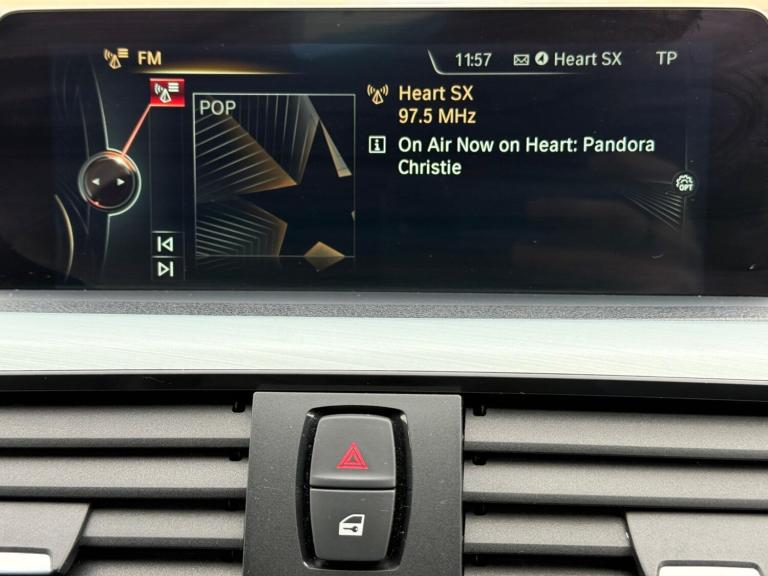 FM
11:57
Heart SX
TP
POP
Heart SX
97.5 MHz
On Air Now on Heart: Pandora
Christie
OPT